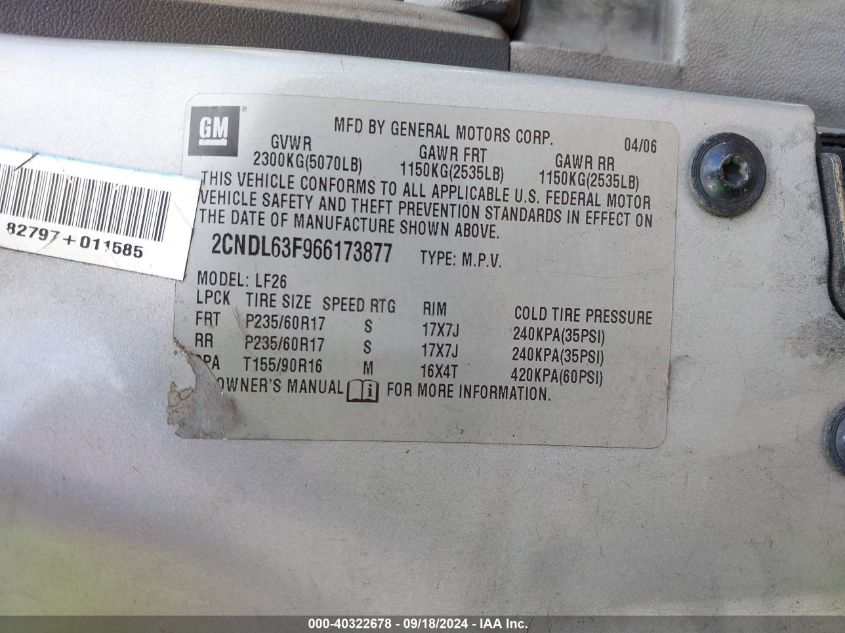 GM
MFD BY GENERAL MOTORS CORP. 04/06
GVWR GAWR FRT GAWR RR
2300KG(5070LB) 1150KG(2535LB) 1150KG(2535LB)
THIS VEHICLE CONFORMS TO ALL APPLICABLE U.S. FEDERAL MOTOR
VEHICLE SAFETY AND THEFT PREVENTION STANDARDS IN EFFECT ON
THE DATE OF MANUFACTURE SHOWN ABOVE.
2CNDL63F966173877 TYPE: M.P.V.
MODEL: LF26
LPCK TIRE SIZE SPEED RTG RIM COLD TIRE PRESSURE
FRT P235/60R17 S 17X7J 240KPA(35PSI)
RR P235/60R17 S 17X7J 240KPA(35PSI)
PA T155/90R16 M 16X4T 420KPA(60PSI)
OWNER'S MANUAL i FOR MORE INFORMATION.
82797+011585
000-40322678 - 09/18/2024 - IAA Inc.